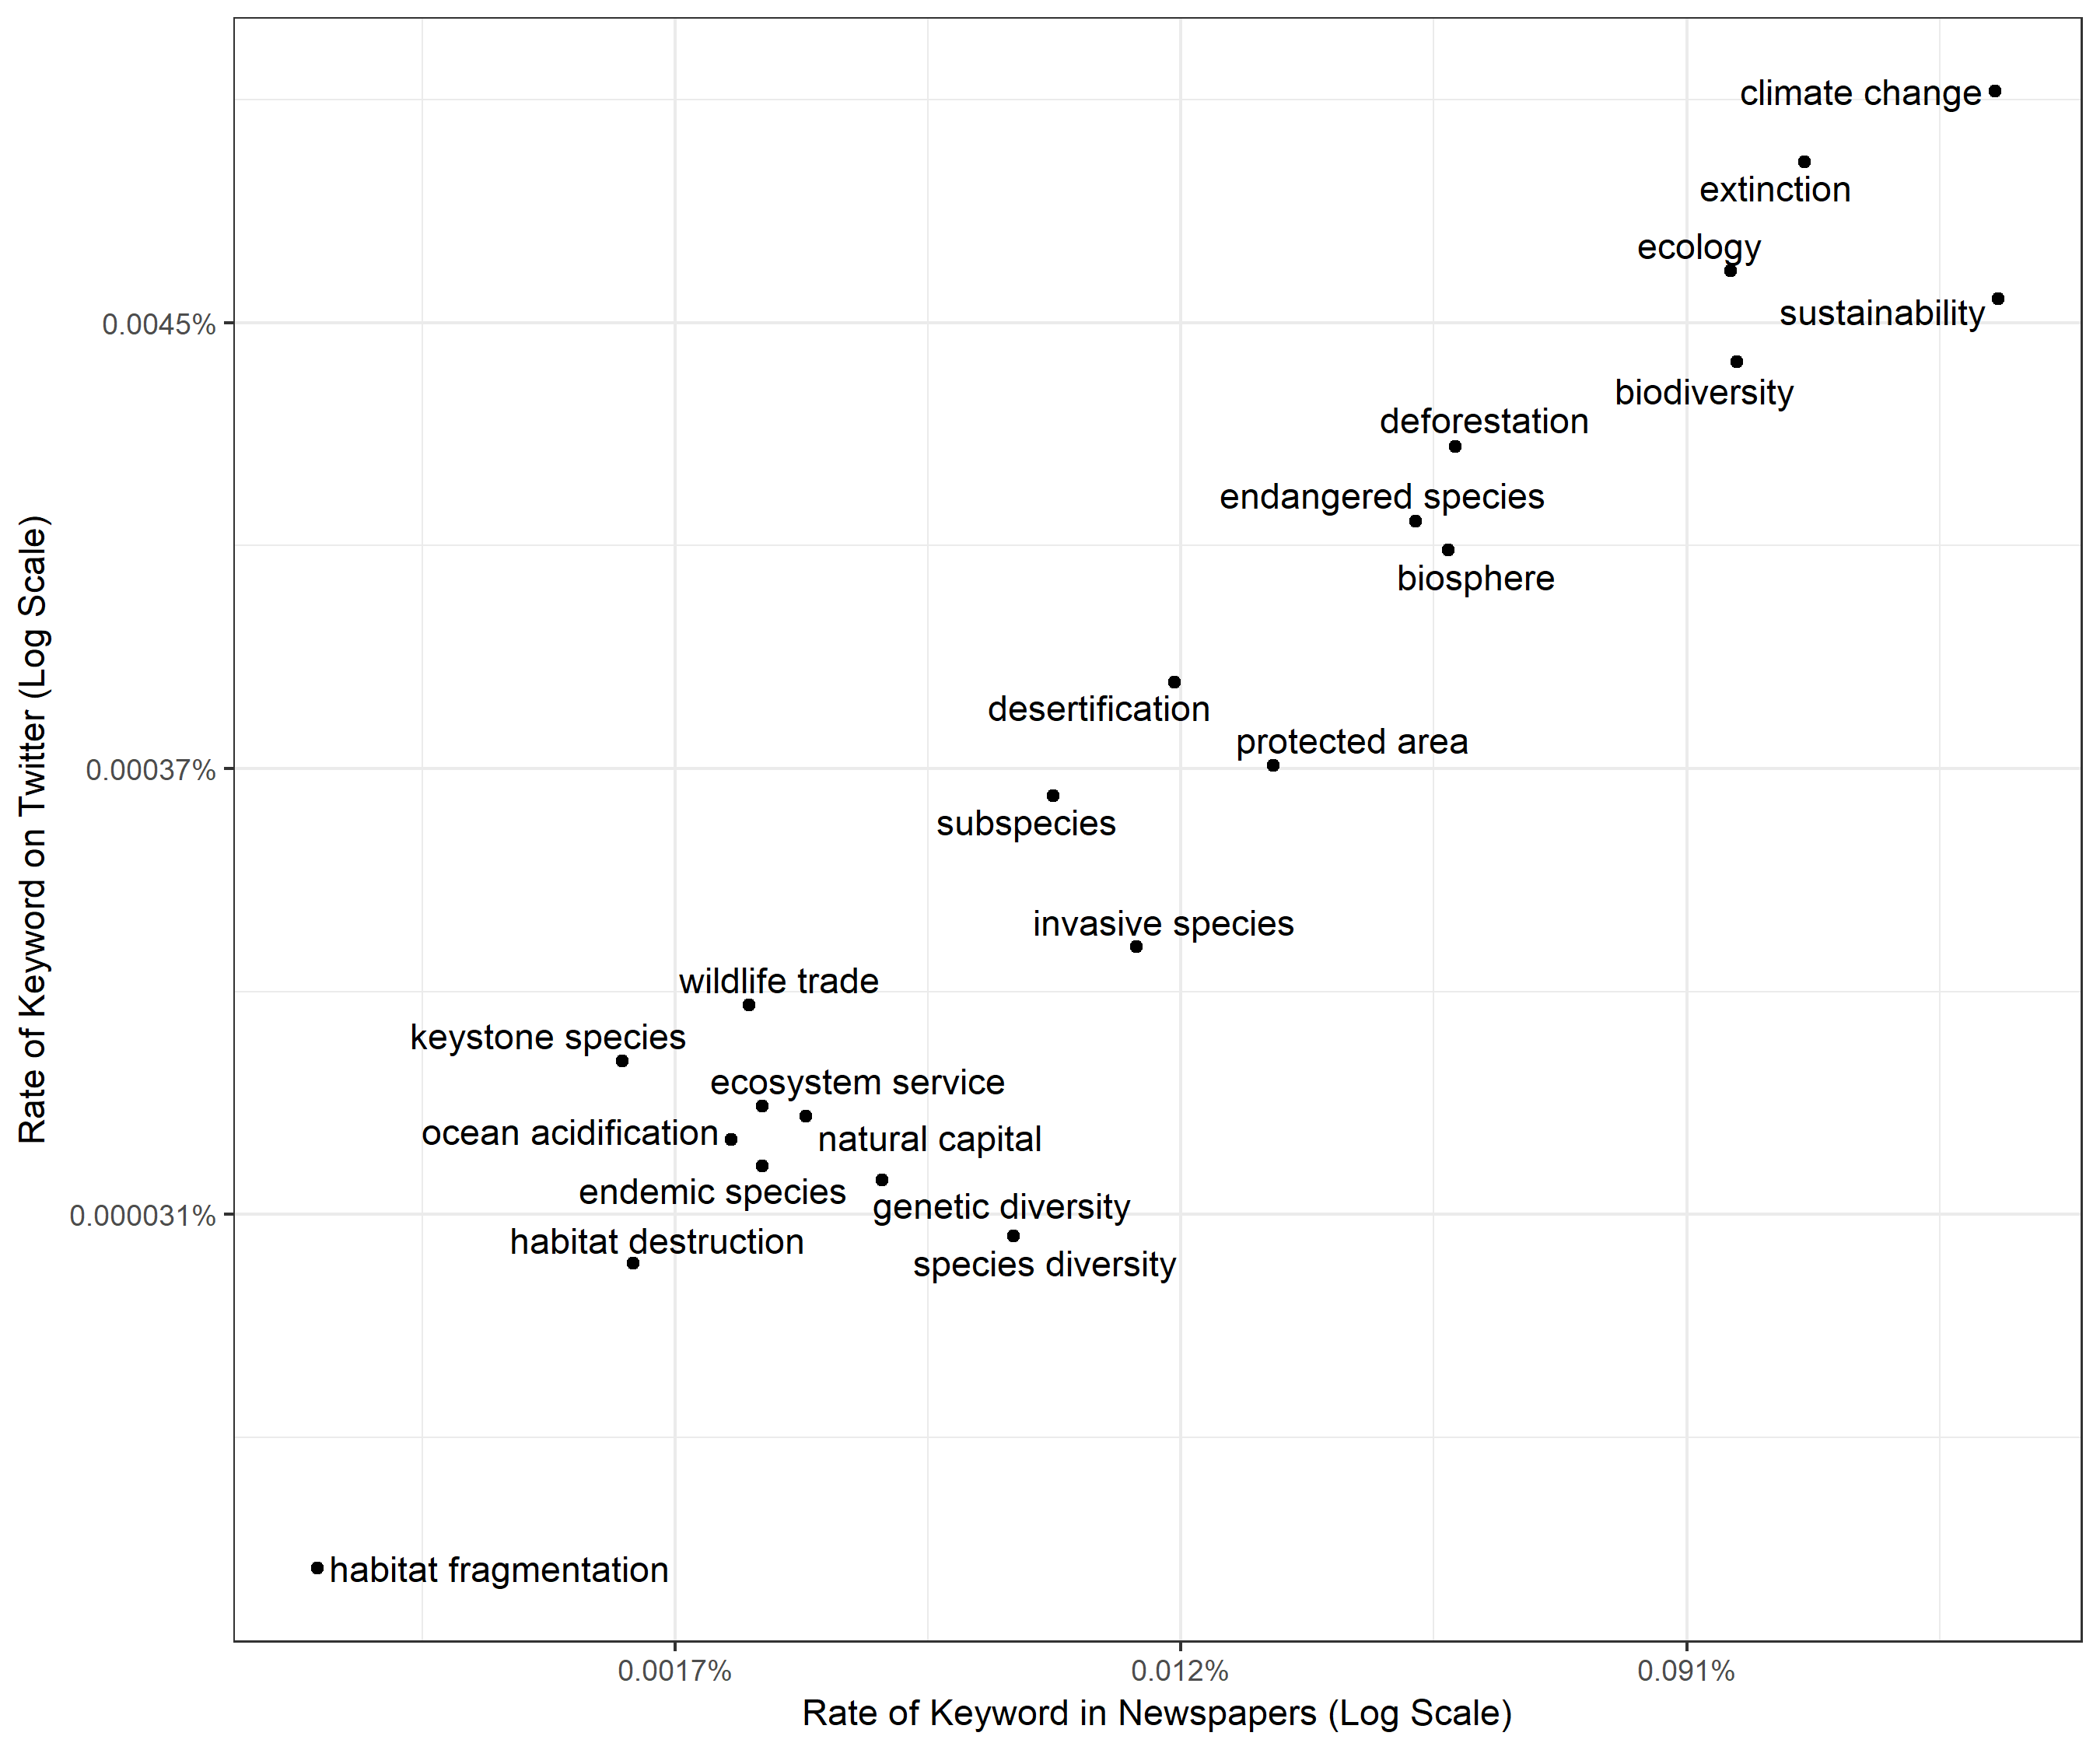 climate change
extinction
ecology
sustainability
0.0045%
biodiversity
deforestation
endangered species
biosphere
desertification
protected area
0.00037%
subspecies
invasive species
wildlife trade
keystone species
ecosystem service
ocean acidification
natural capital
endemic species
genetic diversity
0.000031%
habitat destruction
species diversity
habitat fragmentation
Rate of Keyword on Twitter (Log Scale)
0.0017%
0.012%
0.091%
Rate of Keyword in Newspapers (Log Scale)